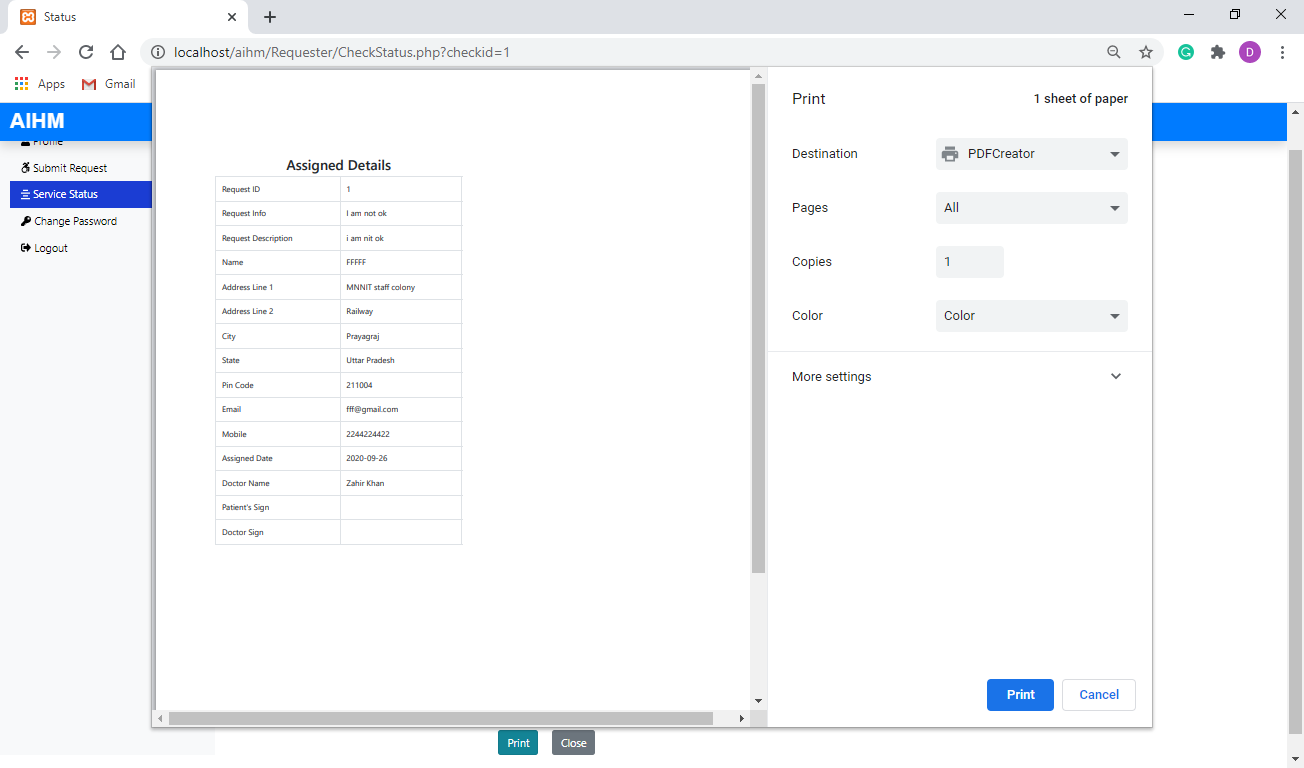 Status
localhost/aihm/Requester/CheckStatus.php?checkid=1
D
Apps
Gmail
AIHM
Profile
Submit Request
Service Status
Change Password
Logout
Assigned Details
Request ID 1
Request Info I am not ok
Request Description i am nit ok
Name FFFFF
Address Line 1 MNNIT staff colony
Address Line 2 Railway
City Prayagraj
State Uttar Pradesh
Pin Code 211004
Email fff@gmail.com
Mobile 2244224422
Assigned Date 2020-09-26
Doctor Name Zahir Khan
Patient's Sign
Doctor Sign
Print 1 sheet of paper
Destination PDFCreator
Pages All
Copies 1
Color Color
More settings
Print Cancel
Print Close